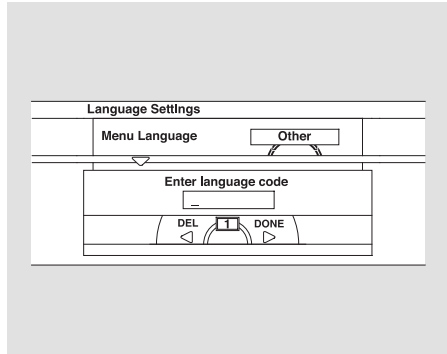 Language SettIngs
Menu Language Other
Enter language code
_
DEL 1 DONE